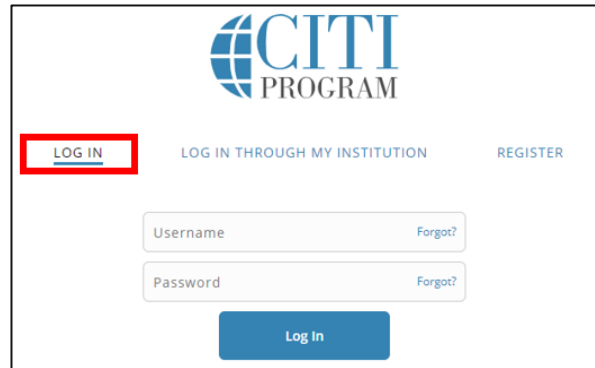 CITI
PROGRAM
LOG IN LOG IN THROUGH MY INSTITUTION REGISTER
Username Forgot?
Password Forgot?
Log In